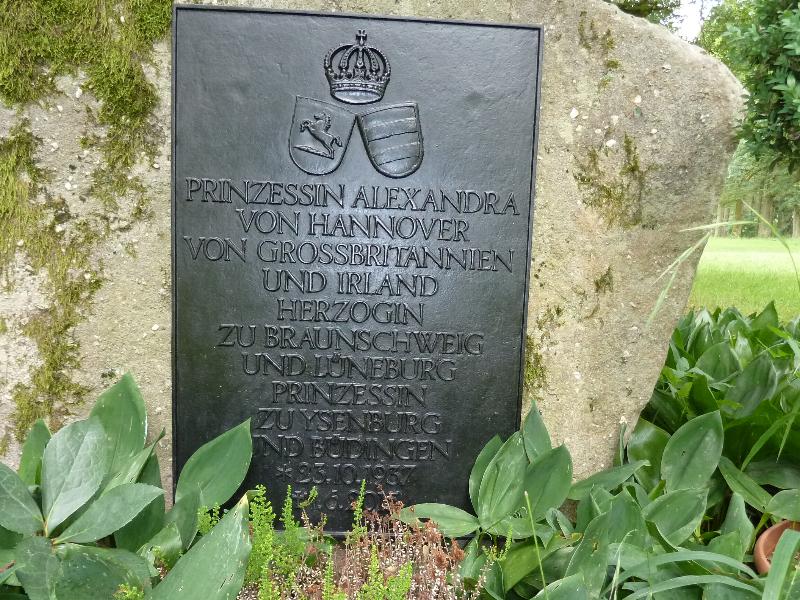 PRINZESSIN ALEXANDRA
VON HANNOVER
VON GROSSBRITANNIEN
UND IRLAND
HERZOGIN
ZU BRAUNSCHWEIG
UND LÜNEBURG
PRINZESSIN
ZU YSENBURG
UND BÜDINGEN
* 23.10.1937